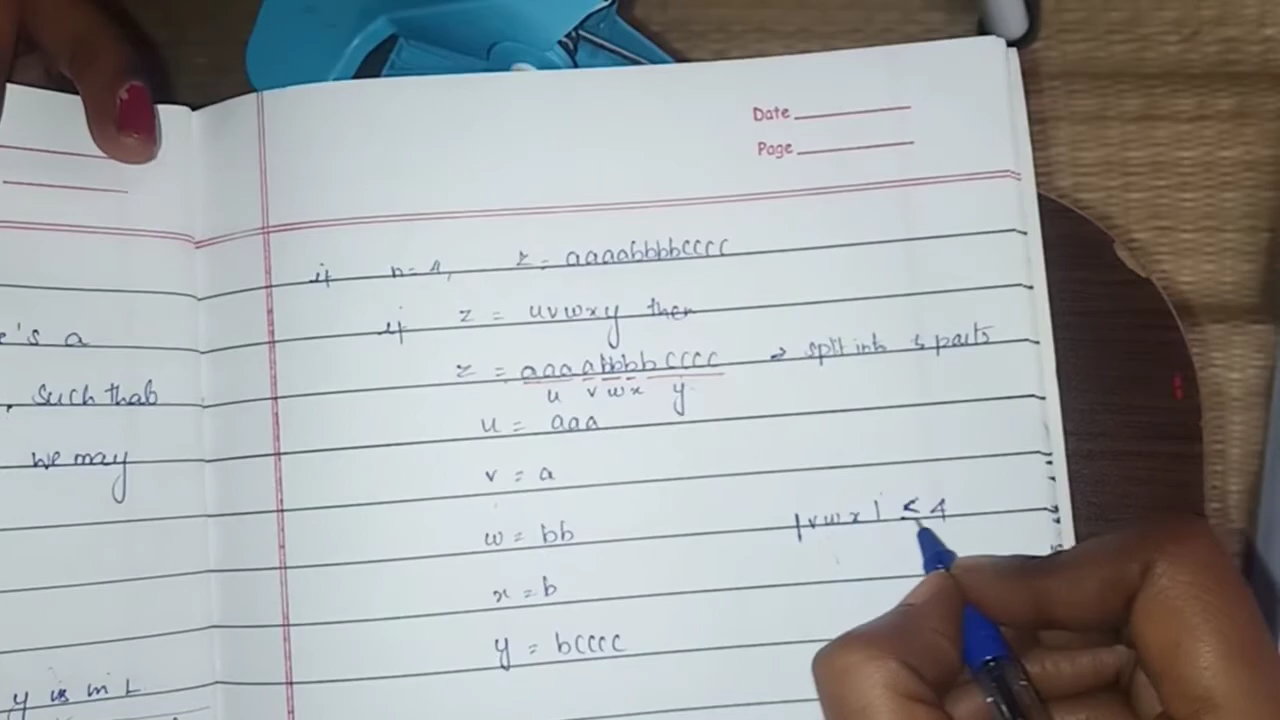 Date
Page
if n=4, z = aaaabbbbcccc
if z = uvwxy then
z = aaaabbbbcccc → split into 5 parts
u v w x y
u = aaa
v = a
|vwx| ≤ 4
w = bb
x = b
y = bcccc
e's a
, such that
we may
y is in L